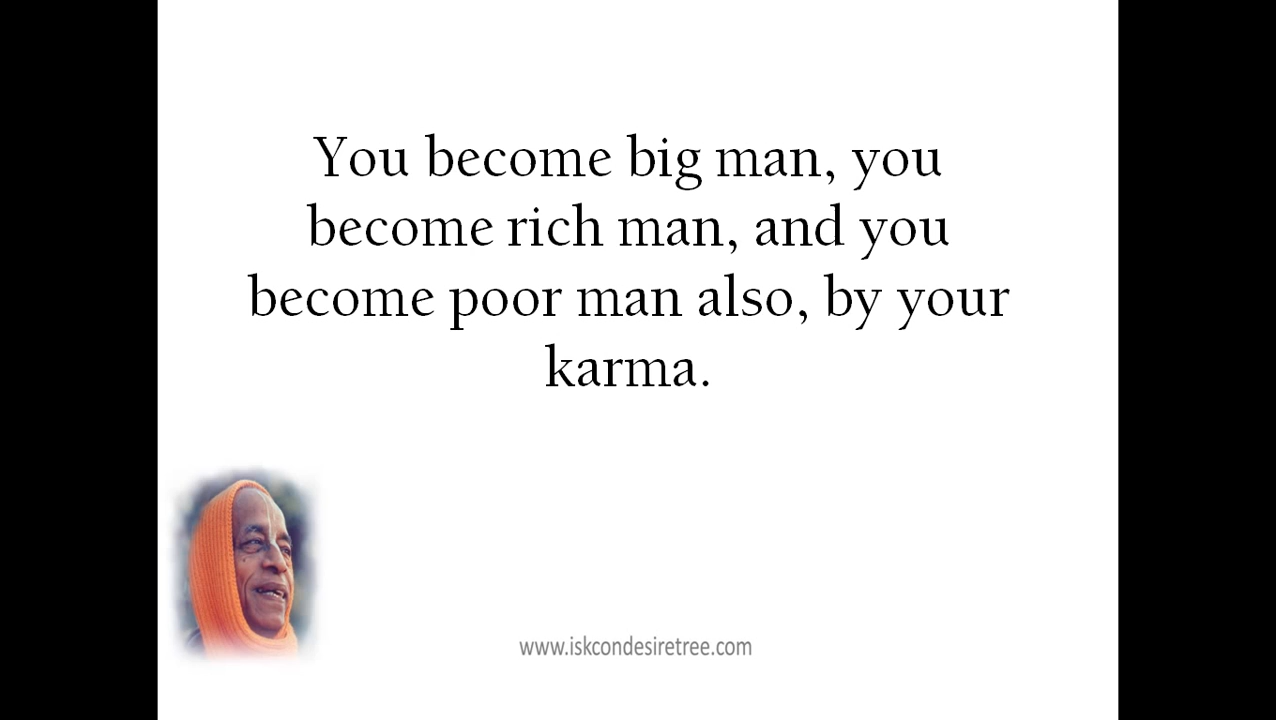 You become big man, you
become rich man, and you
become poor man also, by your
karma.
www.iskcondesiretree.com